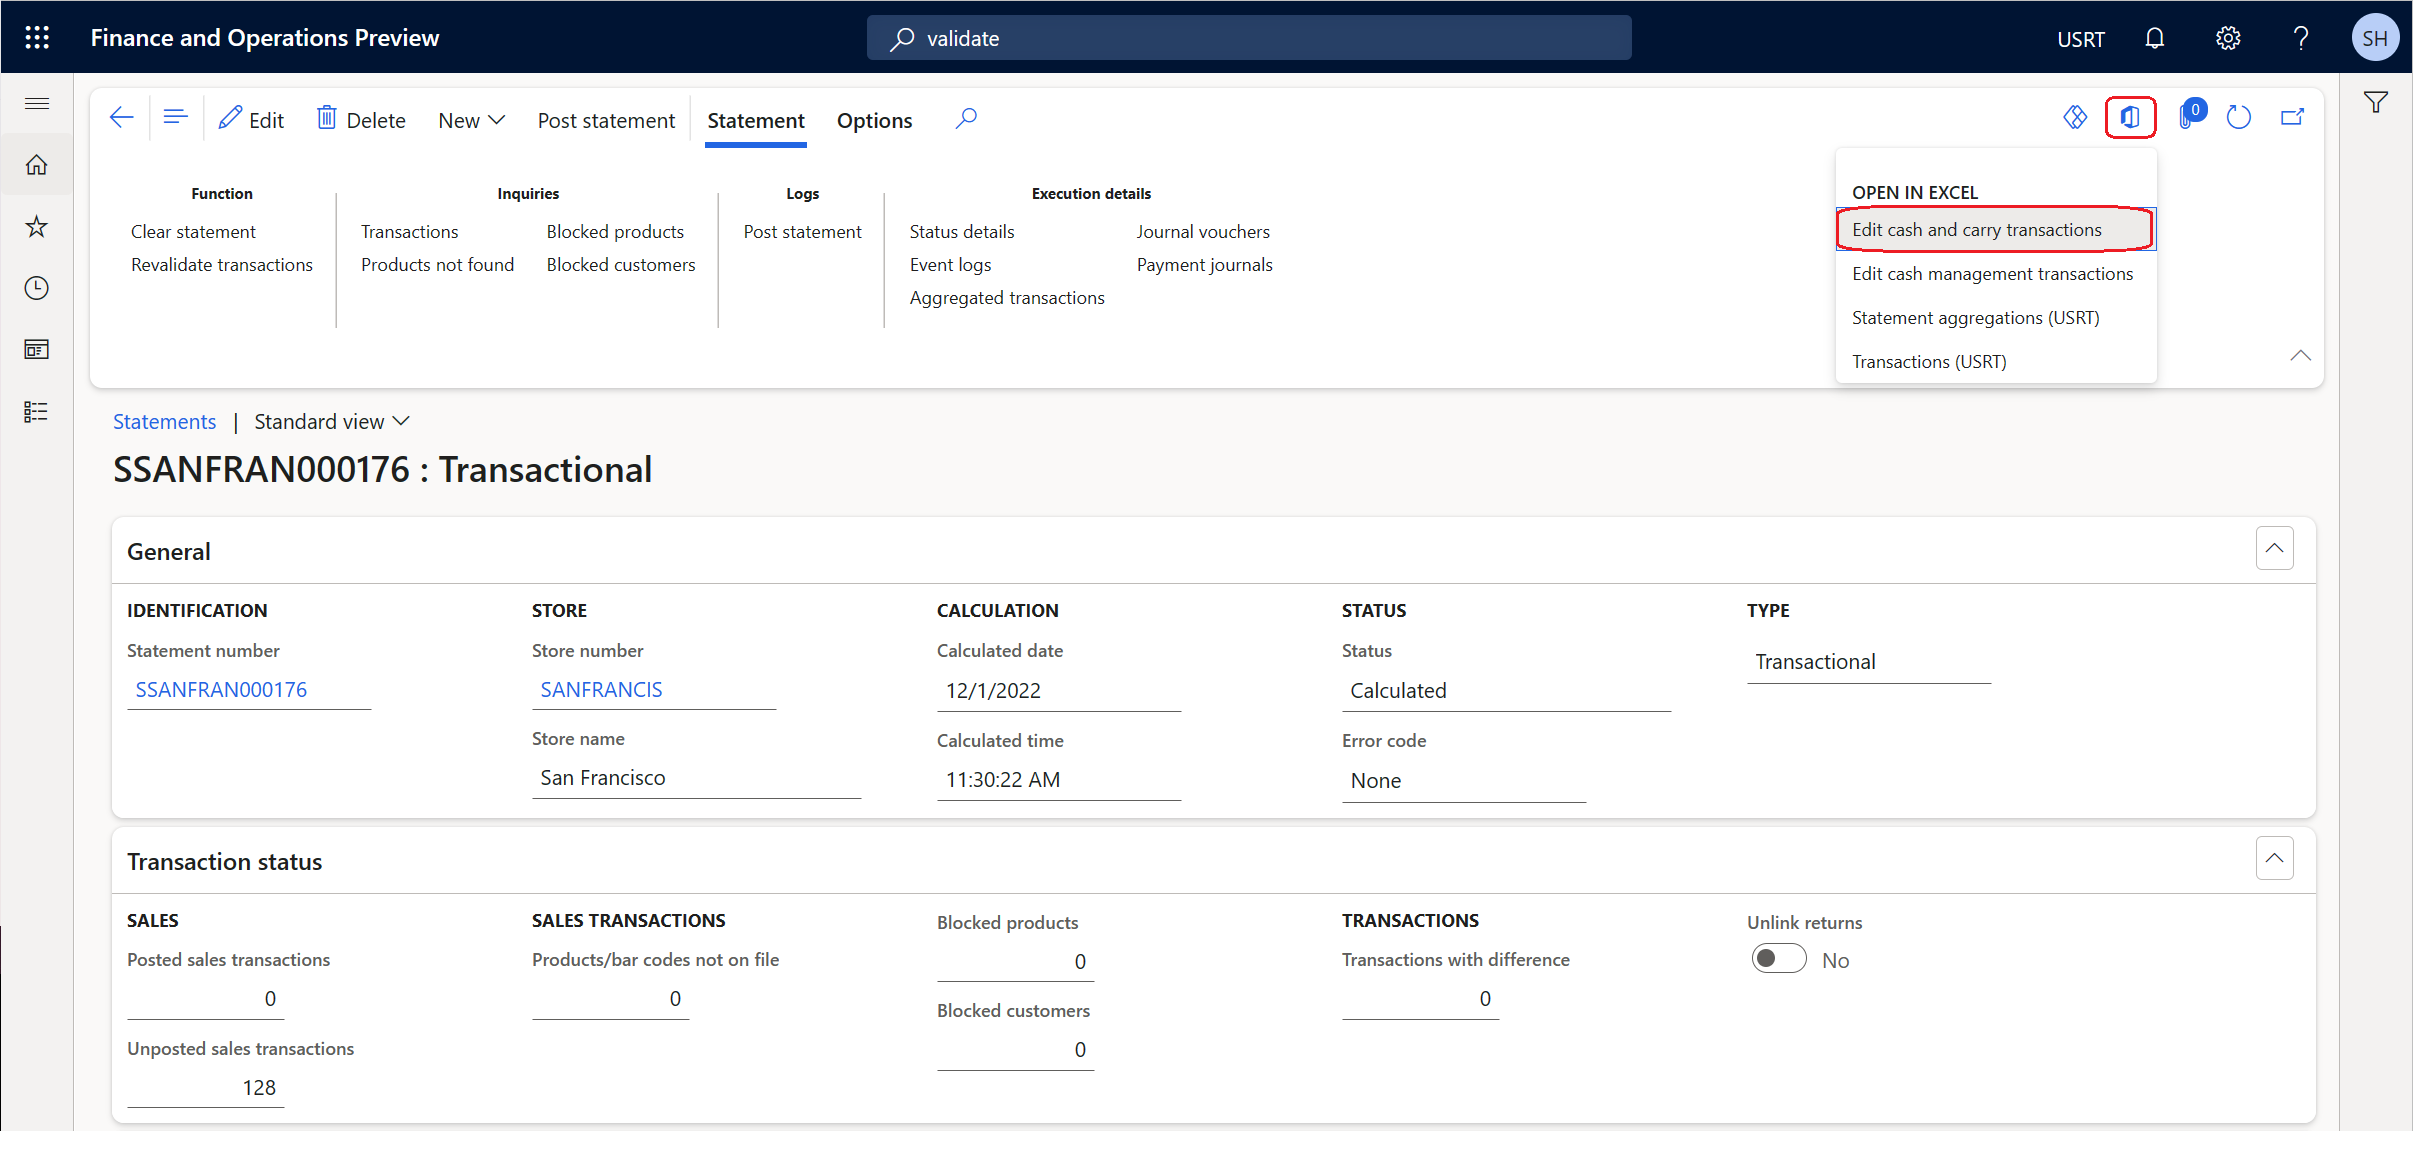 Finance and Operations Preview
validate
USRT
?
SH
Edit
Delete
New
Post statement
Statement
Options
0
Function
Clear statement
Revalidate transactions
Inquiries
Transactions
Blocked products
Products not found
Blocked customers
Logs
Post statement
Execution details
Status details
Journal vouchers
Event logs
Payment journals
Aggregated transactions
OPEN IN EXCEL
Edit cash and carry transactions
Edit cash management transactions
Statement aggregations (USRT)
Transactions (USRT)
Statements | Standard view
SSANFRAN000176 : Transactional
General
IDENTIFICATION
Statement number
SSANFRAN000176
STORE
Store number
SANFRANCIS
Store name
San Francisco
CALCULATION
Calculated date
12/1/2022
Calculated time
11:30:22 AM
STATUS
Status
Calculated
Error code
None
TYPE
Transactional
Transaction status
SALES
Posted sales transactions
0
Unposted sales transactions
128
SALES TRANSACTIONS
Products/bar codes not on file
0
Blocked products
0
Blocked customers
0
TRANSACTIONS
Transactions with difference
0
Unlink returns
No